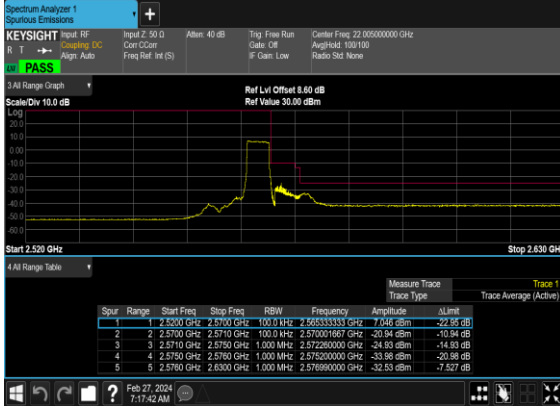 Spectrum Analyzer 1
Spurious Emissions
+
KEYSIGHT Input: RF Input Z: 50 Ω Atten: 40 dB Trig: Free Run Center Freq: 22.005000000 GHz
R T Coupling: DC Corr CCorr Gate: Off Avg|Hold: 100/100
Align: Auto Freq Ref: Int (S) IF Gain: Low Radio Std: None
LXI PASS
3.All Range Graph
Ref Lvl Offset 8.60 dB
Scale/Div 10.0 dB Ref Value 30.00 dBm
Log
20.0
10.0
0.00
-10.0
-20.0
-30.0
-40.0
-50.0
-60.0
Start 2.520 GHz Stop 2.630 GH
4.All Range Table
Measure Trace Trace 1
Trace Type Trace Average (Active)
Spur Range Start Freq Stop Freq RBW Frequency Amplitude ΔLimit
1 1 2.5200 GHz 2.5700 GHz 100.0 kHz 2.565333333 GHz 7.046 dBm -22.95 dB
2 2 2.5700 GHz 2.5710 GHz 100.0 kHz 2.570001667 GHz -20.94 dBm -10.94 dB
3 3 2.5710 GHz 2.5750 GHz 1.000 MHz 2.572260000 GHz -24.93 dBm -14.93 dB
4 4 2.5750 GHz 2.5760 GHz 1.000 MHz 2.575200000 GHz -33.98 dBm -20.98 dB
5 5 2.5760 GHz 2.6300 GHz 1.000 MHz 2.576990000 GHz -32.53 dBm -7.527 dB
? Feb 27, 2024
7:17:42 AM